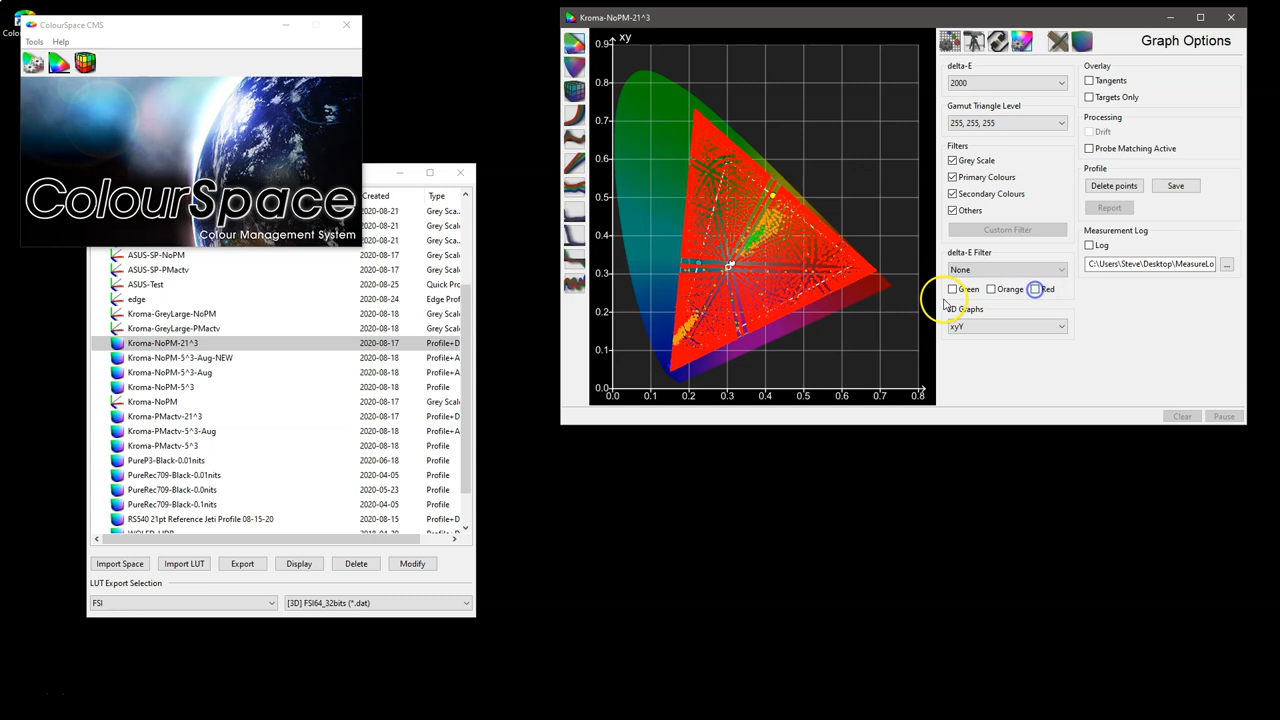 ColourSpace CMS
Tools Help
ColourSpace
Colour Management System
Created Type
2020-08-21 Grey Sca..
2020-08-21 Grey Sca..
2020-08-21 Grey Sca..
ASUS-SP-NoPM 2020-08-21 Grey Sca..
ASUS-SP-PMactv 2020-08-21 Grey Sca..
ASUS-Test 2020-08-21 Quick Pro
edge 2020-08-24 Grey Sca..
Kroma-GreyLarge-NoPM 2020-08-18 Grey Sca..
Kroma-GreyLarge-PMactv 2020-08-18 Grey Sca..
Kroma-NoPM-21^3 2020-08-17 Profile+D
Kroma-NoPM-5^3-Aug-NEW 2020-08-18 Profile+A
Kroma-NoPM-5^3-Aug 2020-08-18 Profile+A
Kroma-NoPM-5^3 2020-08-18 Profile
Kroma-NoPM 2020-08-17 Grey Sca..
Kroma-PMactv-21^3 2020-08-17 Profile+D
Kroma-PMactv-5^3-Aug 2020-08-18 Profile+A
Kroma-PMactv-5^3 2020-08-18 Profile
PureP3-Black-0.01nits 2020-06-18 Profile
PureRec709-Black-0.01nits 2020-04-05 Profile
PureRec709-Black-0.0nits 2020-05-23 Profile
PureRec709-Black-0.1nits 2020-04-05 Profile
RS540 21pt Reference Jeti Profile 08-15-20 2020-08-15 Profile+D
Import Space Import LUT Export Display Delete Modify
LUT Export Selection
FSI [3D] FSI64_32bits (*.dat)
Kroma-NoPM-21^3
xy
0.9
0.8
0.7
0.6
0.5
0.4
0.3
0.2
0.1
0.0
0.0 0.1 0.2 0.3 0.4 0.5 0.6 0.7 0.8
Graph Options
delta-E
2000
Gamut Triangle Level
255, 255, 255
Filters
Grey Scale
Primary Colours
Secondary Colours
Others
Custom Filter
delta-E Filter
None
Green Orange Red
3D Graphs
xyY
Overlay
Tangents
Targets Only
Processing
Drift
Probe Matching Active
Profile
Delete points Save
Report
Measurement Log
Log
C:\Users\Steve\Desktop\MeasureLo ...
Clear Pause